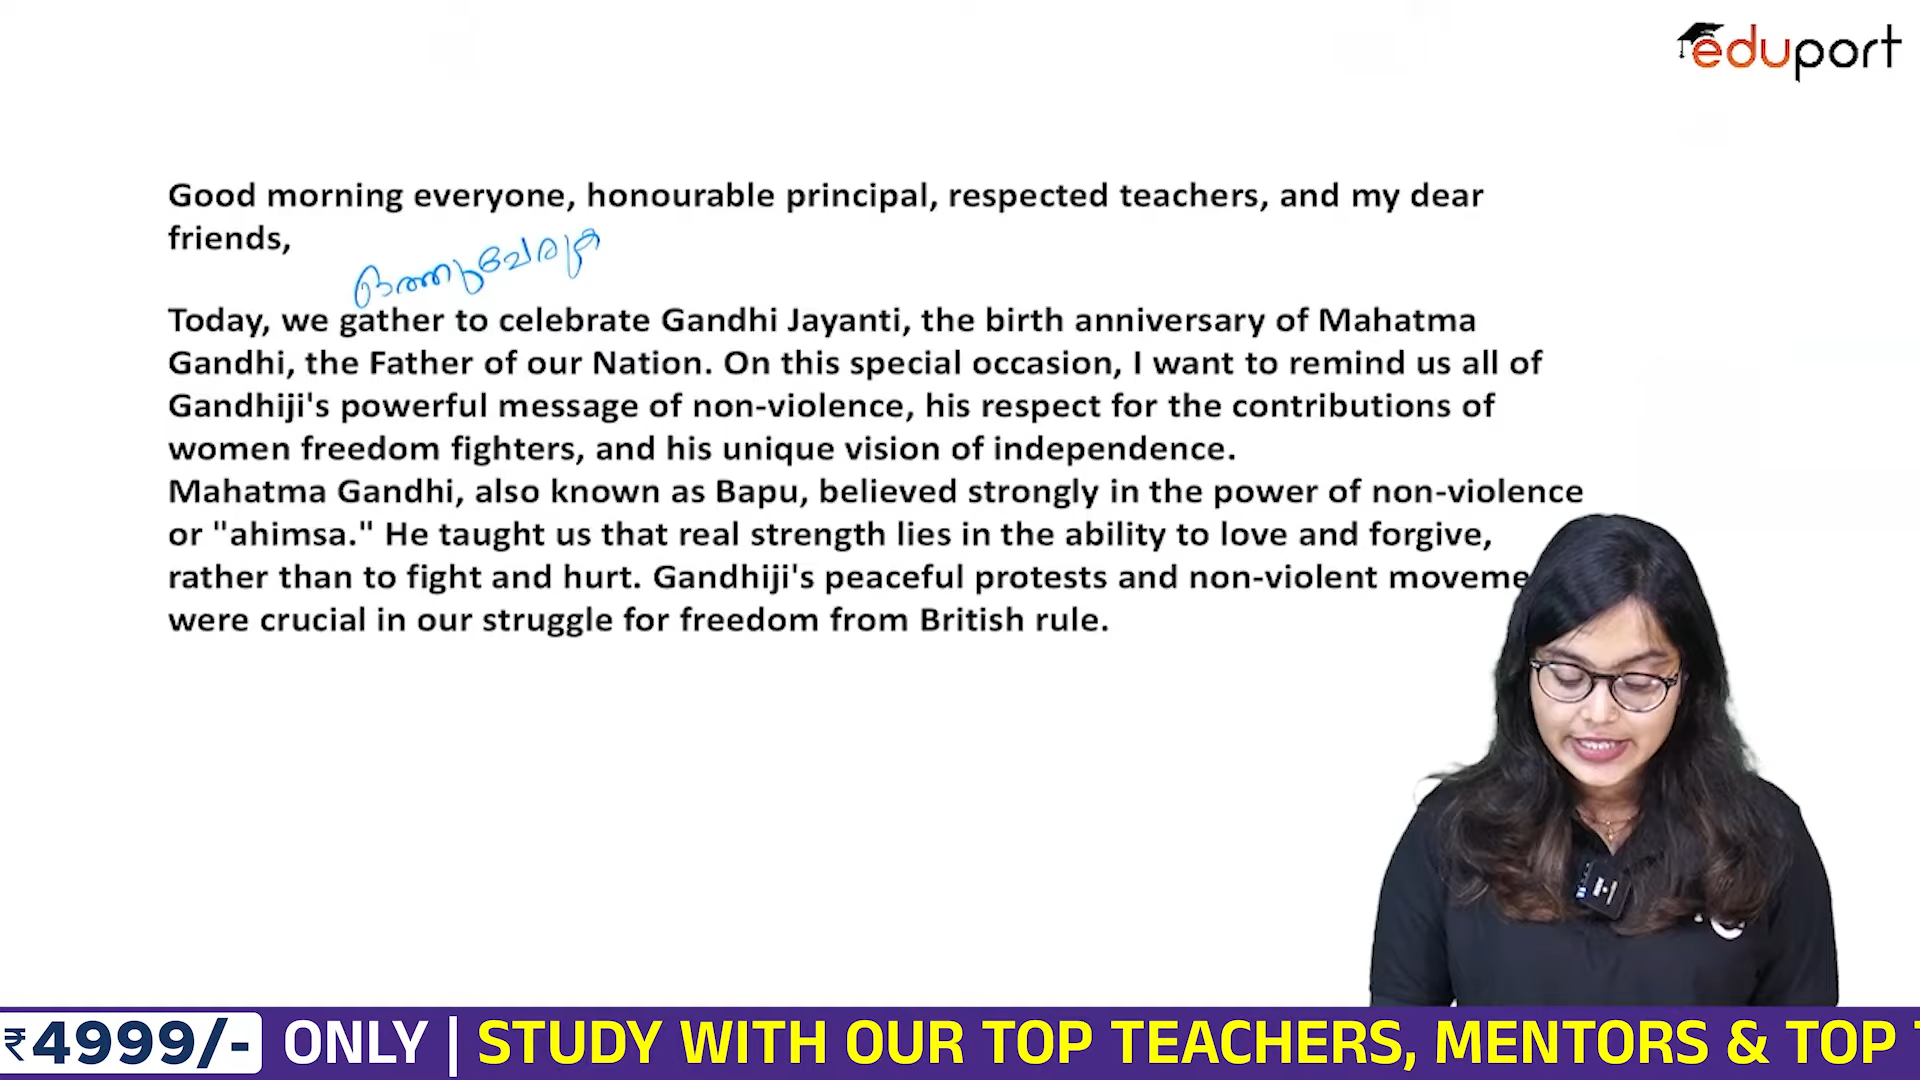 eduport
Good morning everyone, honourable principal, respected teachers, and my dear
friends,
ഒത്തുചേരുക
Today, we gather to celebrate Gandhi Jayanti, the birth anniversary of Mahatma
Gandhi, the Father of our Nation. On this special occasion, I want to remind us all of
Gandhiji's powerful message of non-violence, his respect for the contributions of
women freedom fighters, and his unique vision of independence.
Mahatma Gandhi, also known as Bapu, believed strongly in the power of non-violence
or "ahimsa." He taught us that real strength lies in the ability to love and forgive,
rather than to fight and hurt. Gandhiji's peaceful protests and non-violent moveme
were crucial in our struggle for freedom from British rule.
₹4999/- ONLY | STUDY WITH OUR TOP TEACHERS, MENTORS & TOP